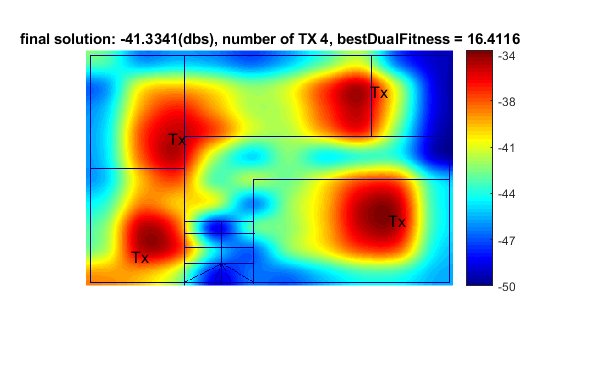 final solution: -41.3341(dbs), number of TX 4, bestDualFitness = 16.4116
-34
Tx
-38
Tx
-41
-44
Tx
-47
Tx
-50